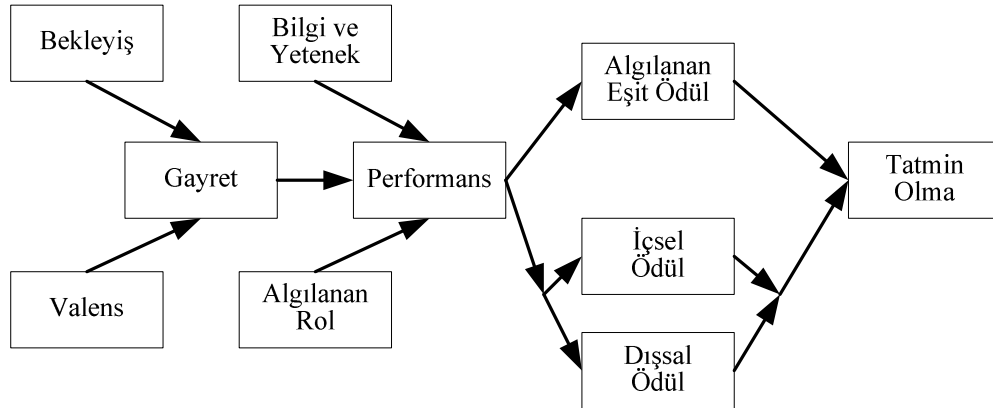 Bekleyiş
Bilgi ve
Yetenek
Algılanan
Eşit Ödül
Gayret
Performans
Tatmin
Olma
İçsel
Ödül
Valens
Algılanan
Rol
Dışsal
Ödül